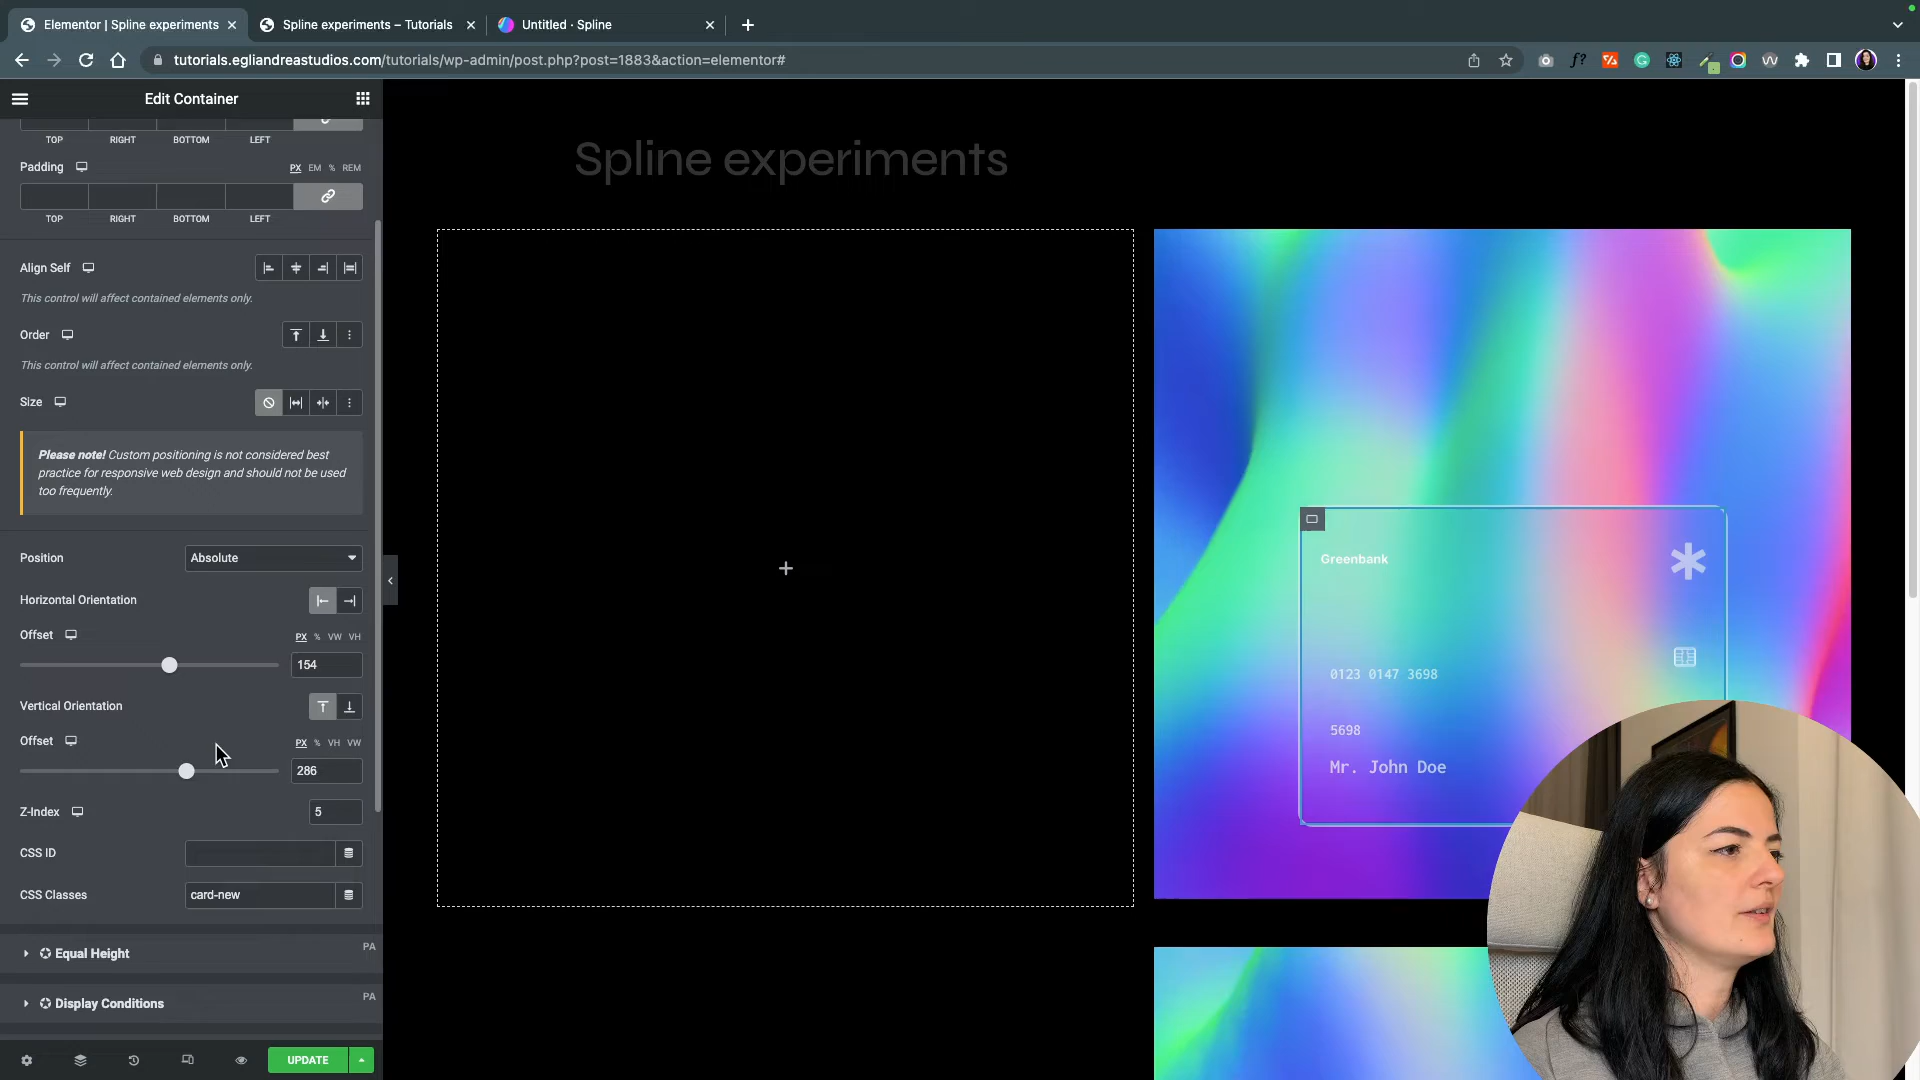 Elementor | Spline experiments
Spline experiments – Tutorials
Untitled · Spline
tutorials.egliandreastudios.com/tutorials/wp-admin/post.php?post=1883&action=elementor#
Edit Container
TOP RIGHT BOTTOM LEFT
Padding PX EM % REM
TOP RIGHT BOTTOM LEFT
Align Self
This control will affect contained elements only.
Order
This control will affect contained elements only.
Size
Please note! Custom positioning is not considered best
practice for responsive web design and should not be used
too frequently.
Position Absolute
Horizontal Orientation
Offset PX % VW VH
154
Vertical Orientation
Offset PX % VH VW
286
Z-Index 5
CSS ID
CSS Classes card-new
Equal Height PA
Display Conditions PA
UPDATE
Spline experiments
Greenbank
0123 0147 3698
5698
Mr. John Doe